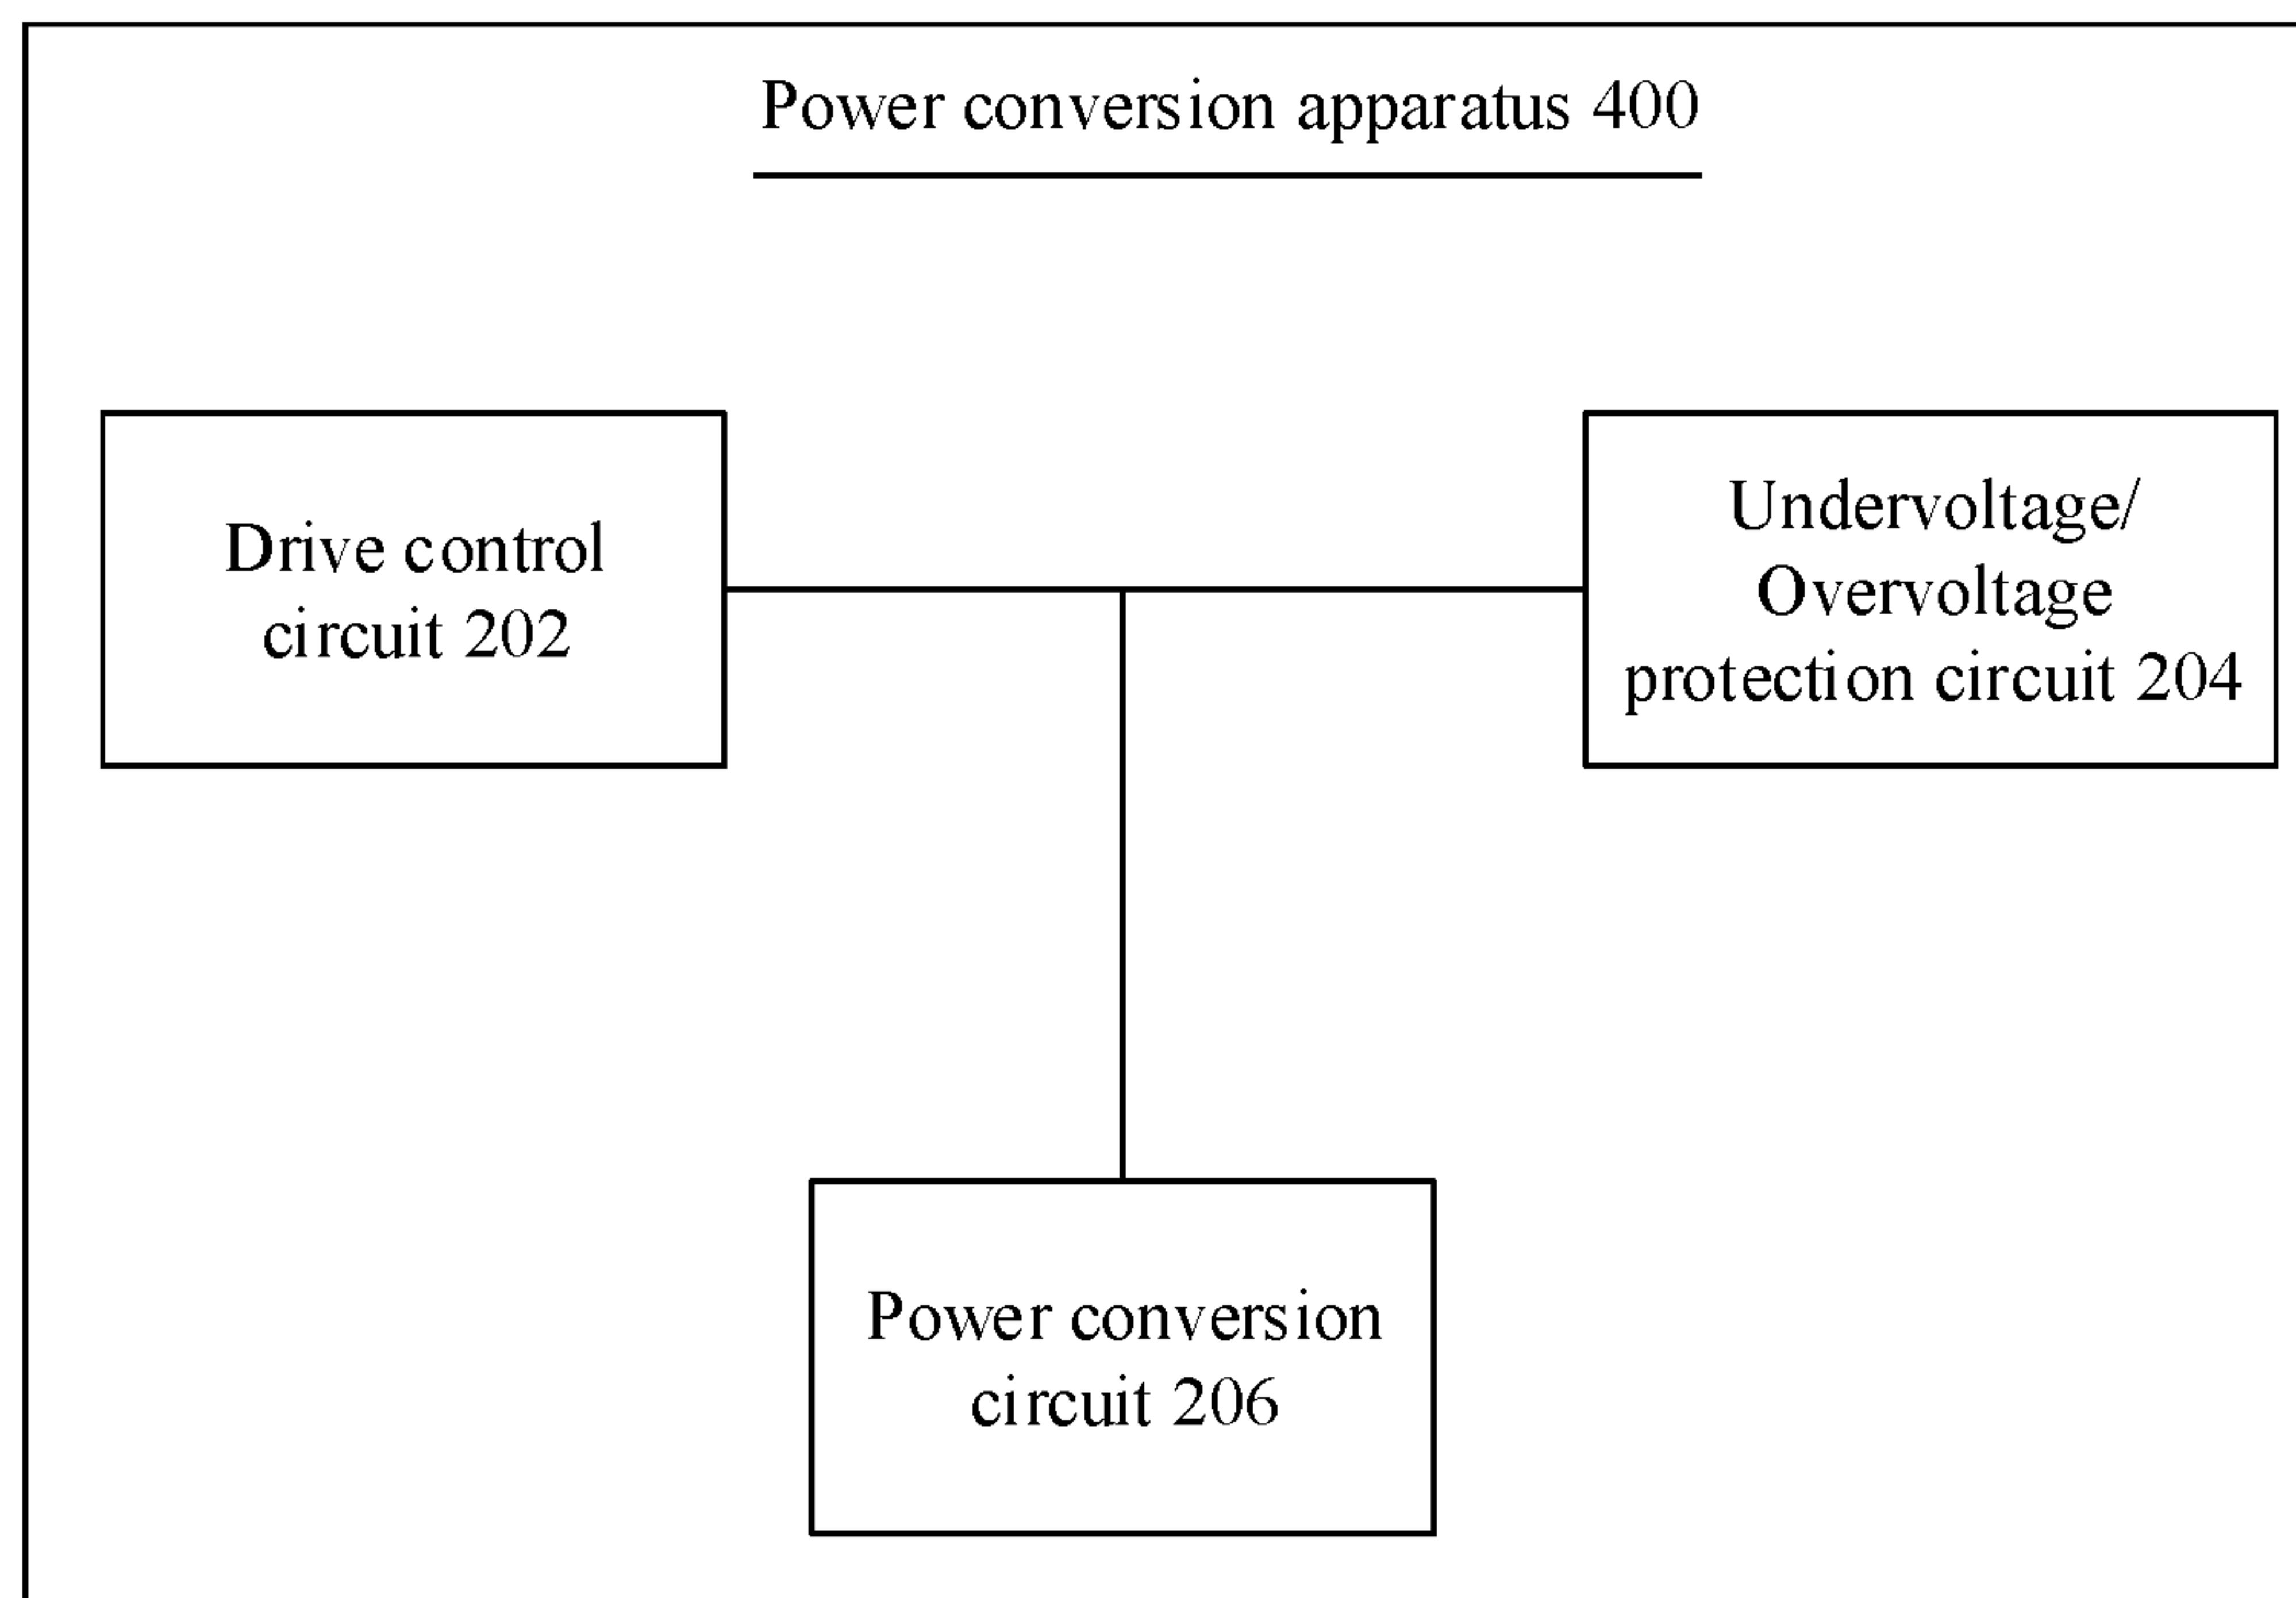 Power conversion apparatus 400
Drive control
circuit 202
Undervoltage/
Overvoltage
protection circuit 204
Power conversion
circuit 206